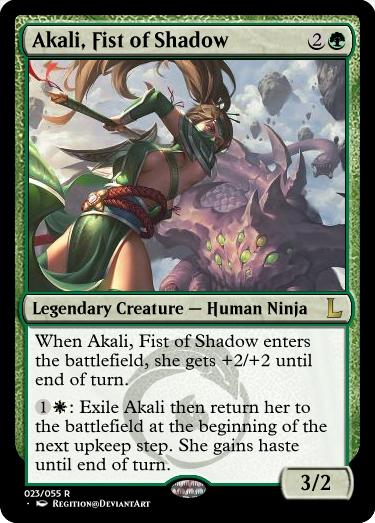 Akali, Fist of Shadow 2
Legendary Creature — Human Ninja L
When Akali, Fist of Shadow enters
the battlefield, she gets +2/+2 until
end of turn.
1 : Exile Akali then return her to
the battlefield at the beginning of the
next upkeep step. She gains haste
until end of turn.
3/2
023/055 R
· Regition@DeviantArt